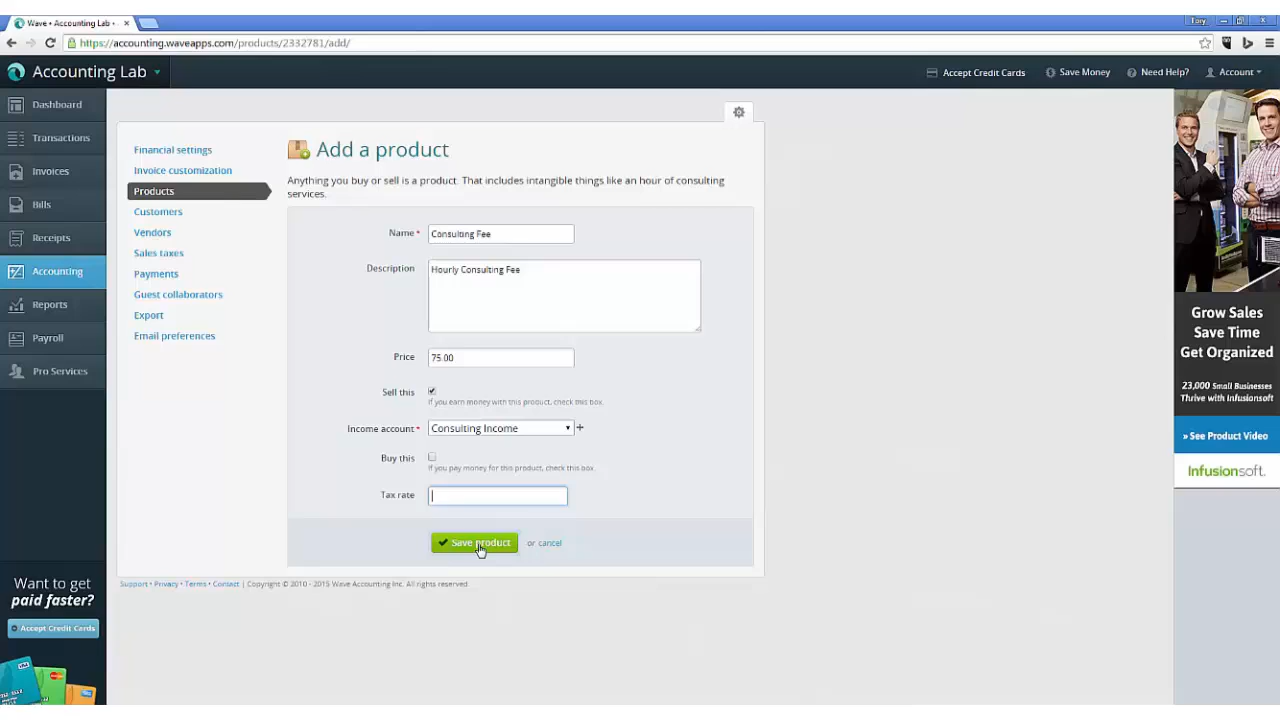 Wave • Accounting Lab •
Tory
https://accounting.waveapps.com/products/2332781/add/
Accounting Lab
Accept Credit Cards
Save Money
Need Help?
Account
Dashboard
Transactions
Invoices
Bills
Receipts
Accounting
Reports
Payroll
Pro Services
Want to get
paid faster?
Accept Credit Cards
Financial settings
Invoice customization
Products
Customers
Vendors
Sales taxes
Payments
Guest collaborators
Export
Email preferences
Add a product
Anything you buy or sell is a product. That includes intangible things like an hour of consulting
services.
Name * Consulting Fee
Description Hourly Consulting Fee
Price 75.00
Sell this
If you earn money with this product, check this box.
Income account * Consulting Income
Buy this
If you pay money for this product, check this box.
Tax rate
Save product or cancel
Support • Privacy • Terms • Contact | Copyright © 2010 - 2015 Wave Accounting Inc. All rights reserved.
Grow Sales
Save Time
Get Organized
23,000 Small Businesses
Thrive with Infusionsoft
» See Product Video
Infusionsoft.